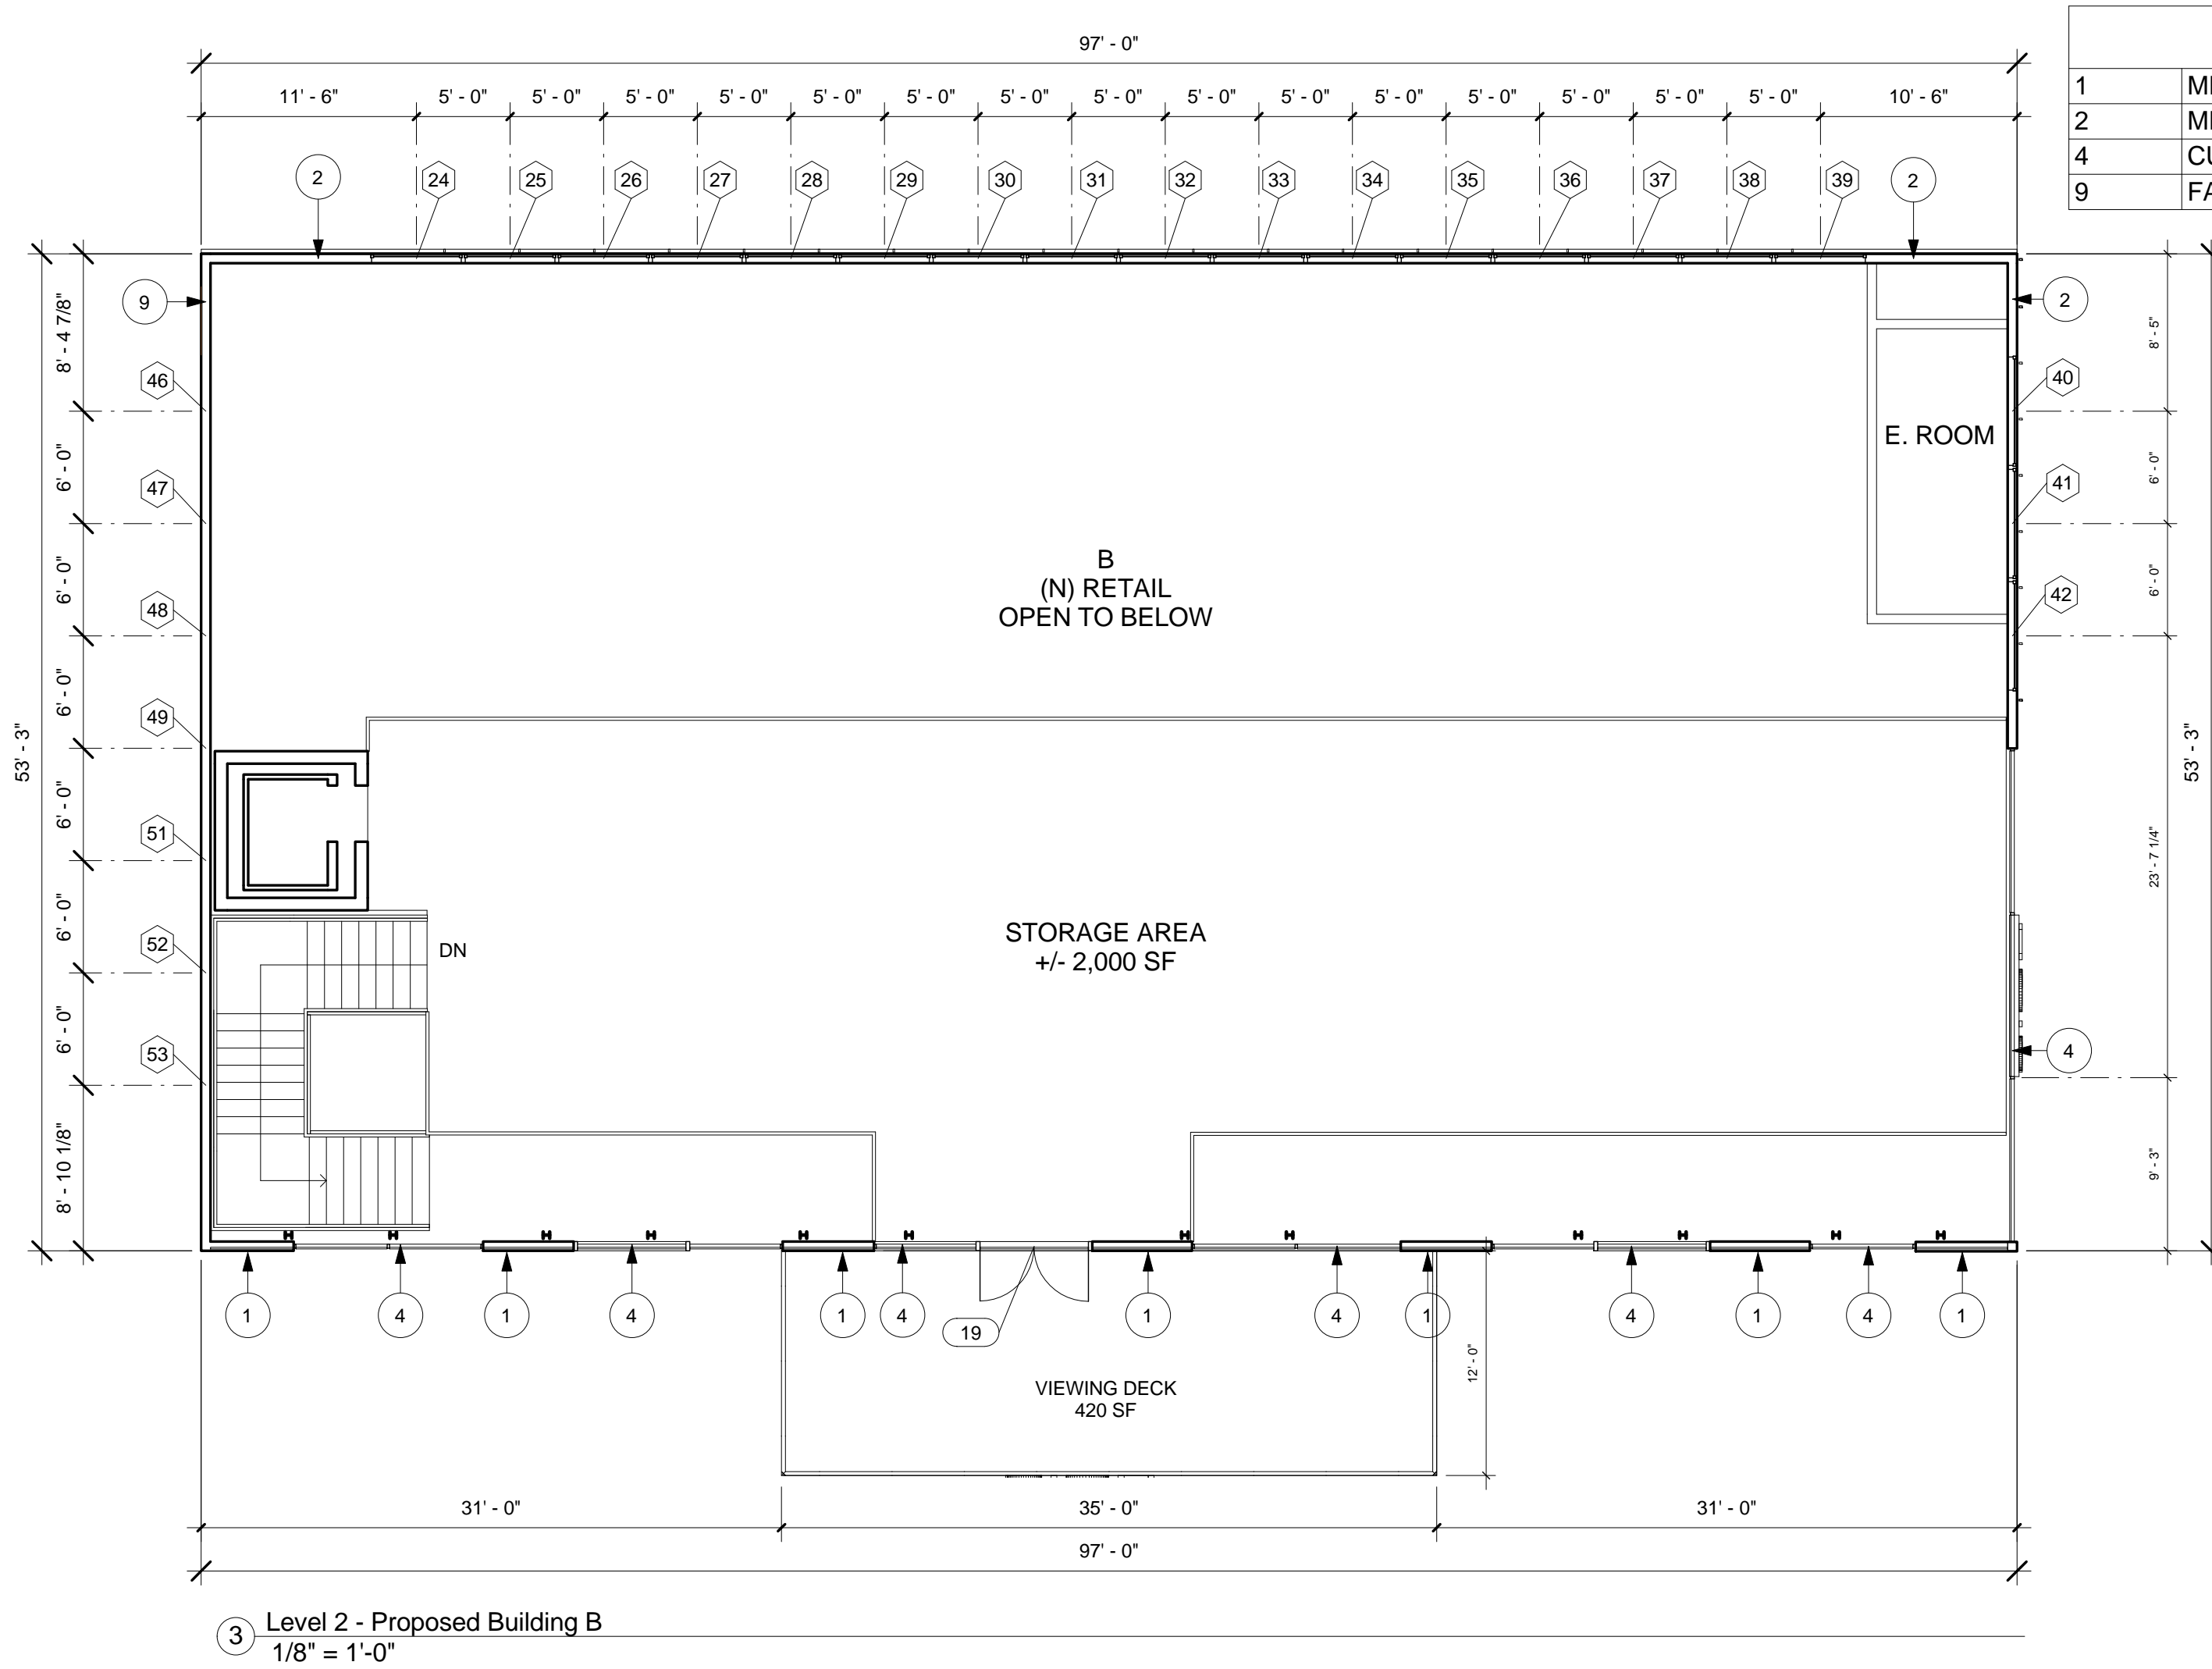 97' - 0"
11' - 6" 5' - 0" 5' - 0" 5' - 0" 5' - 0" 5' - 0" 5' - 0" 5' - 0" 5' - 0" 5' - 0" 5' - 0" 5' - 0" 5' - 0" 5' - 0" 5' - 0" 5' - 0" 10' - 6"
1
2
4
9
2 24 25 26 27 28 29 30 31 32 33 34 35 36 37 38 39 2
9
2
46
47
48
49
51
52
53
8' - 4 7/8"
6' - 0"
6' - 0"
6' - 0"
6' - 0"
6' - 0"
6' - 0"
8' - 10 1/8"
53' - 3"
40
41
42
4
8' - 5"
6' - 0"
6' - 0"
23' - 7 1/4"
9' - 3"
53' - 3"
E. ROOM
B
(N) RETAIL
OPEN TO BELOW
STORAGE AREA
+/- 2,000 SF
DN
1 4 1 4 1 4 19 1 4 1 4 1 4 1
12' - 0"
VIEWING DECK
420 SF
31' - 0" 35' - 0" 31' - 0"
97' - 0"
3 Level 2 - Proposed Building B
1/8" = 1'-0"